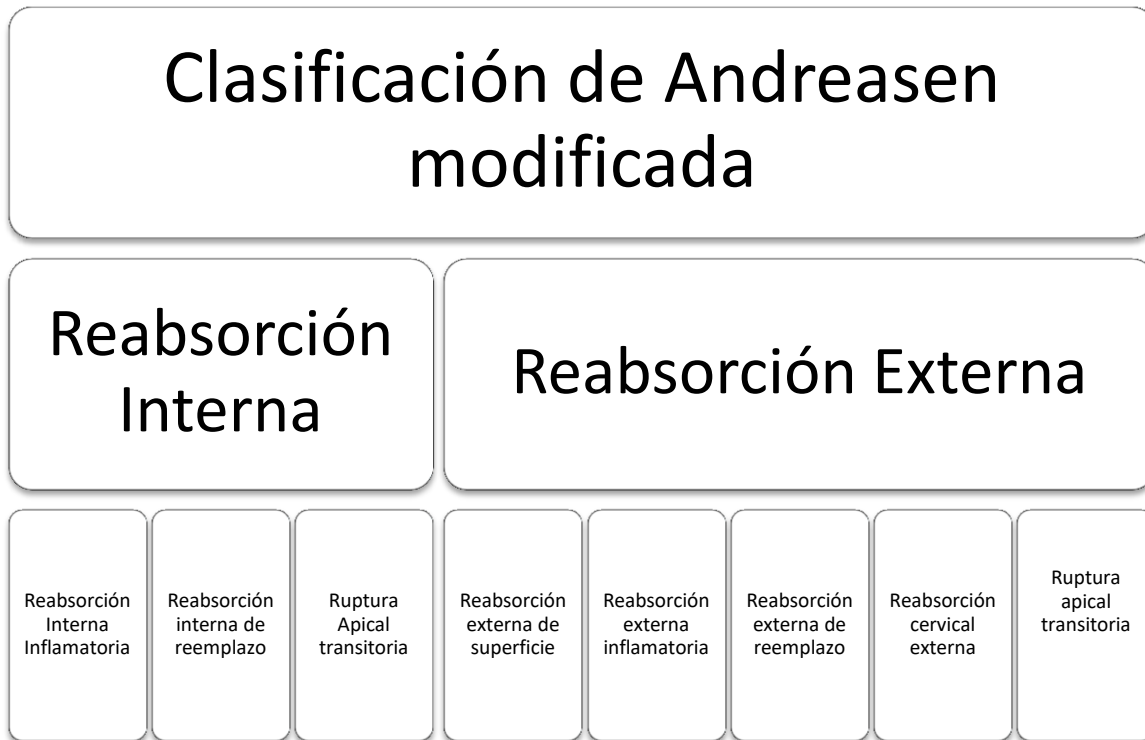 Clasificación de Andreasen
modificada
Reabsorción
Interna
Reabsorción Externa
Reabsorción
Interna
Inflamatoria
Reabsorción
interna de
reemplazo
Ruptura
Apical
transitoria
Reabsorción
externa de
superficie
Reabsorción
externa
inflamatoria
Reabsorción
externa de
reemplazo
Reabsorción
cervical
externa
Ruptura
apical
transitoria